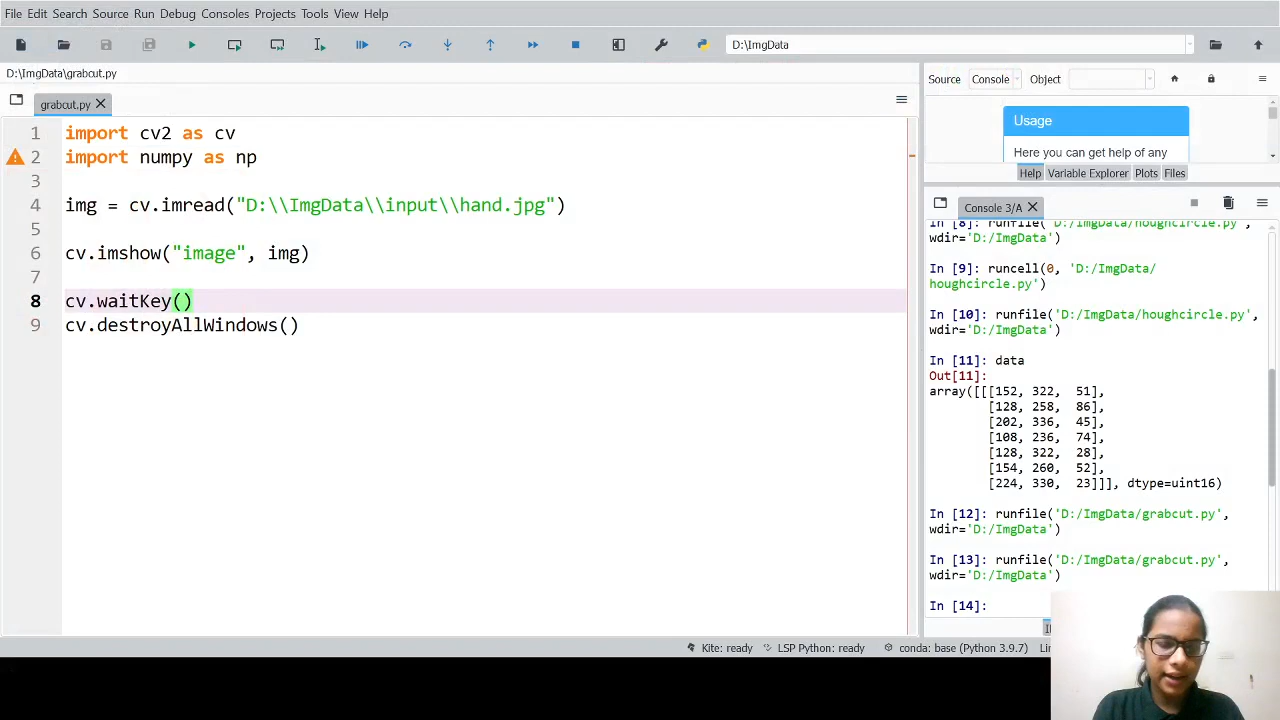 File Edit Search Source Run Debug Consoles Projects Tools View Help
D:\ImgData
D:\ImgData\grabcut.py
grabcut.py
1 import cv2 as cv
2 import numpy as np
3
4 img = cv.imread("D:\\ImgData\\input\\hand.jpg")
5
6 cv.imshow("image", img)
7
8 cv.waitKey()
9 cv.destroyAllWindows()
Source Console Object
Usage
Here you can get help of any
Help Variable Explorer Plots Files
Console 3/A
In [8]: runfile('D:/ImgData/houghcircle.py',
wdir='D:/ImgData')
In [9]: runcell(0, 'D:/ImgData/
houghcircle.py')
In [10]: runfile('D:/ImgData/houghcircle.py',
wdir='D:/ImgData')
In [11]: data
Out[11]:
array([[[152, 322, 51],
[128, 258, 86],
[202, 336, 45],
[108, 236, 74],
[128, 322, 28],
[154, 260, 52],
[224, 330, 23]]], dtype=uint16)
In [12]: runfile('D:/ImgData/grabcut.py',
wdir='D:/ImgData')
In [13]: runfile('D:/ImgData/grabcut.py',
wdir='D:/ImgData')
In [14]:
Kite: ready LSP Python: ready conda: base (Python 3.9.7)